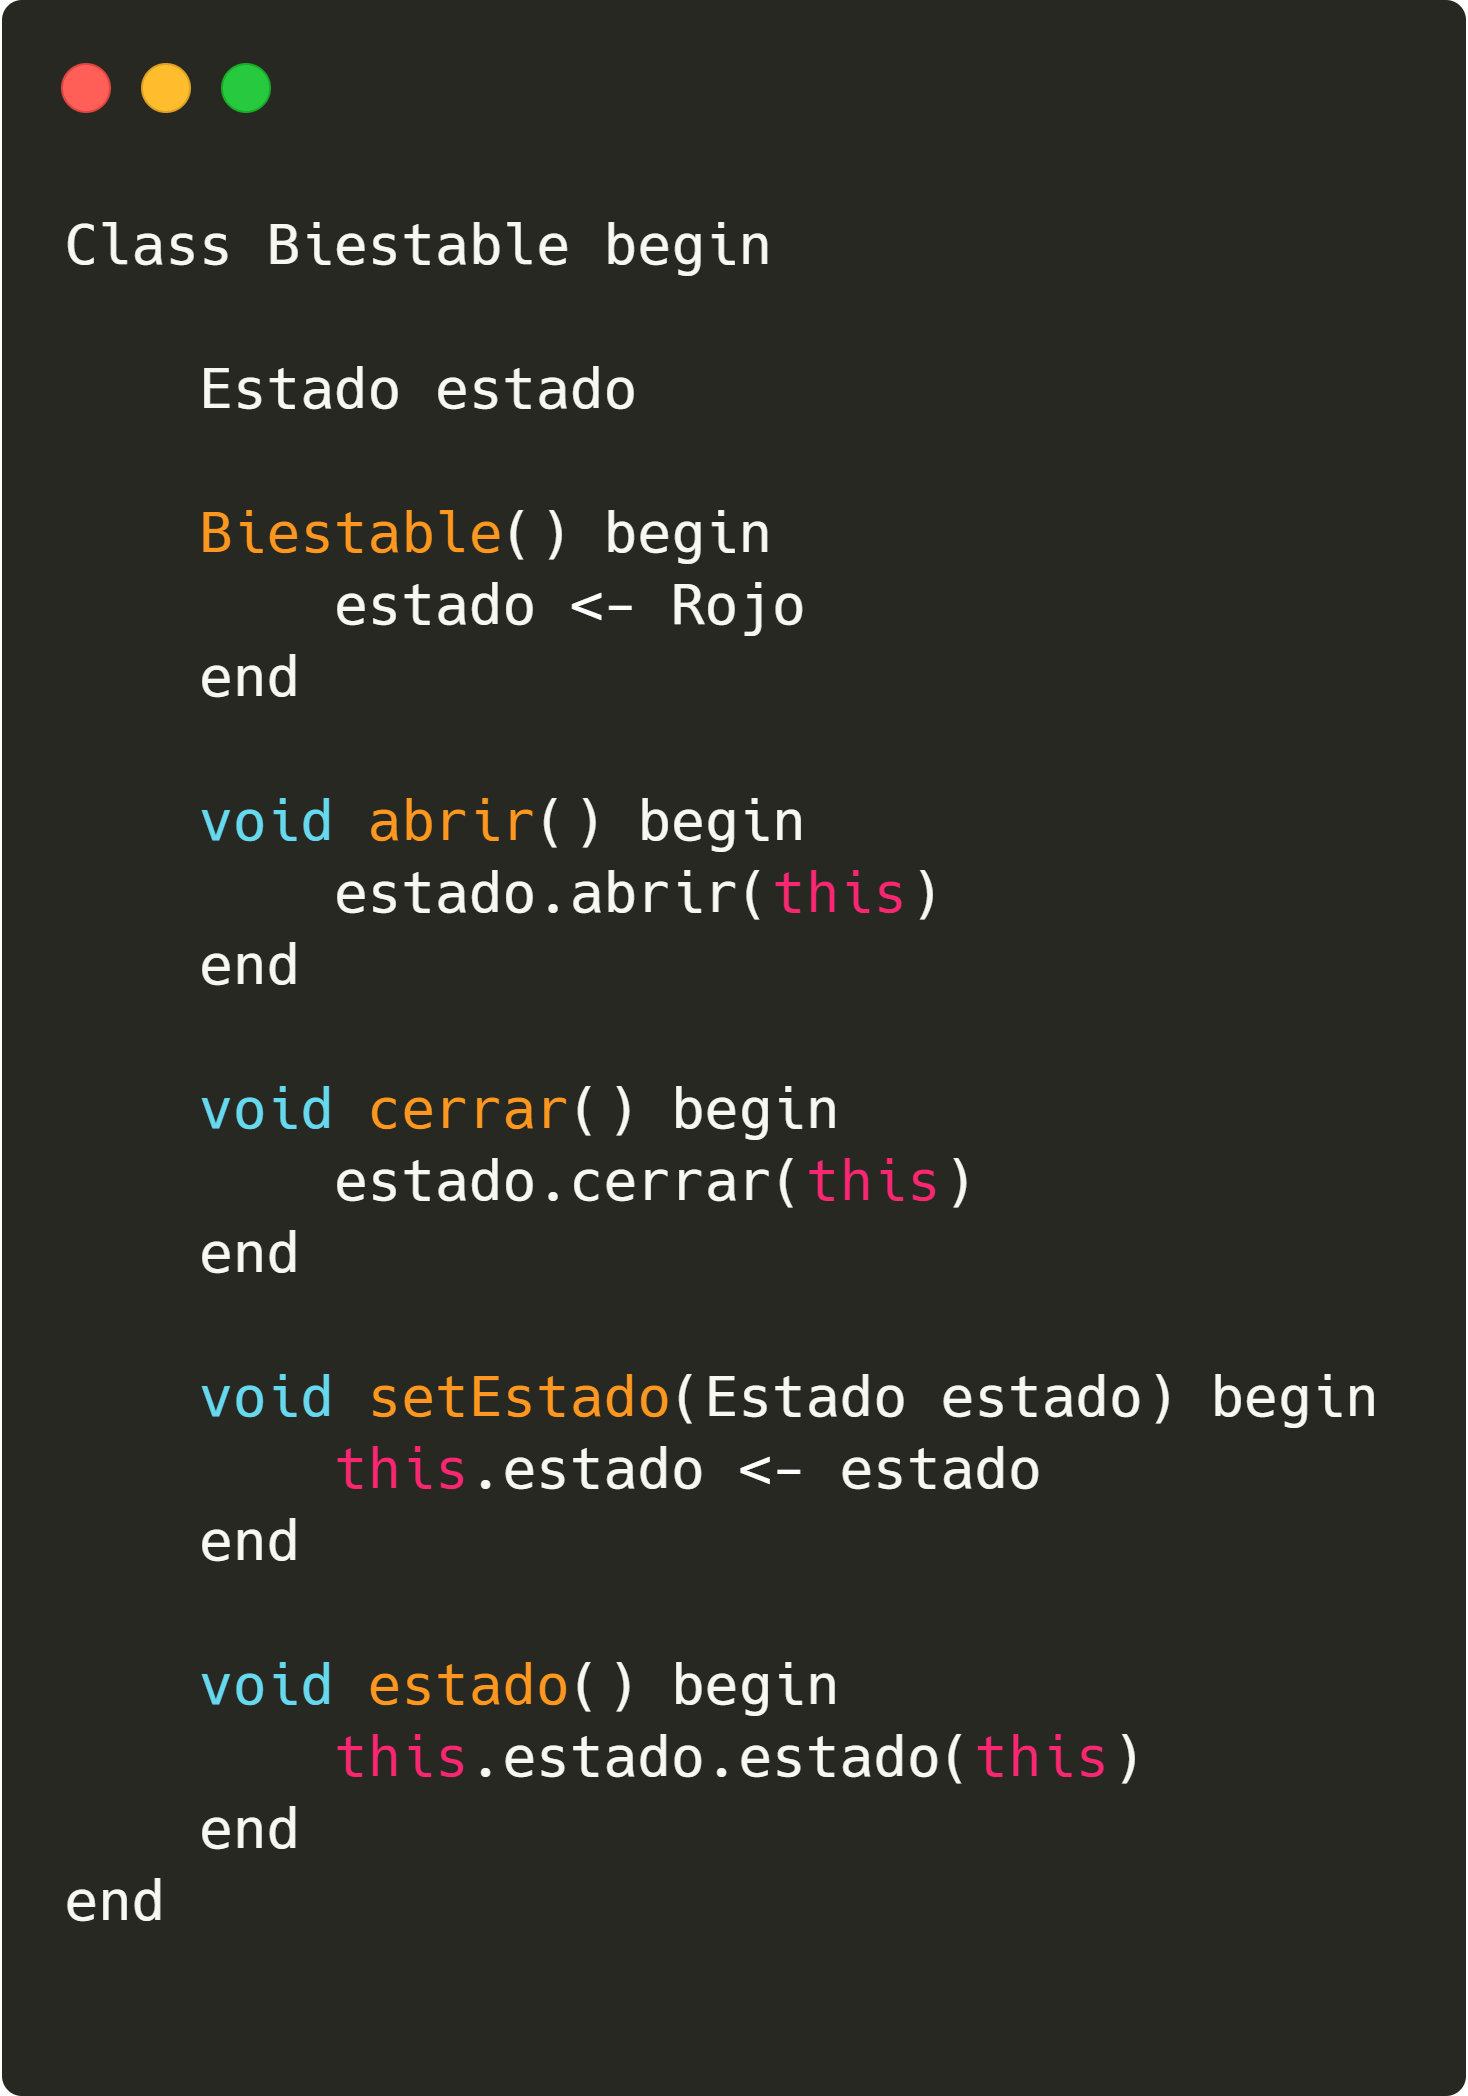 Class Biestable begin
Estado estado
Biestable() begin
estado <- Rojo
end
void abrir() begin
estado.abrir(this)
end
void cerrar() begin
estado.cerrar(this)
end
void setEstado(Estado estado) begin
this.estado <- estado
end
void estado() begin
this.estado.estado(this)
end
end